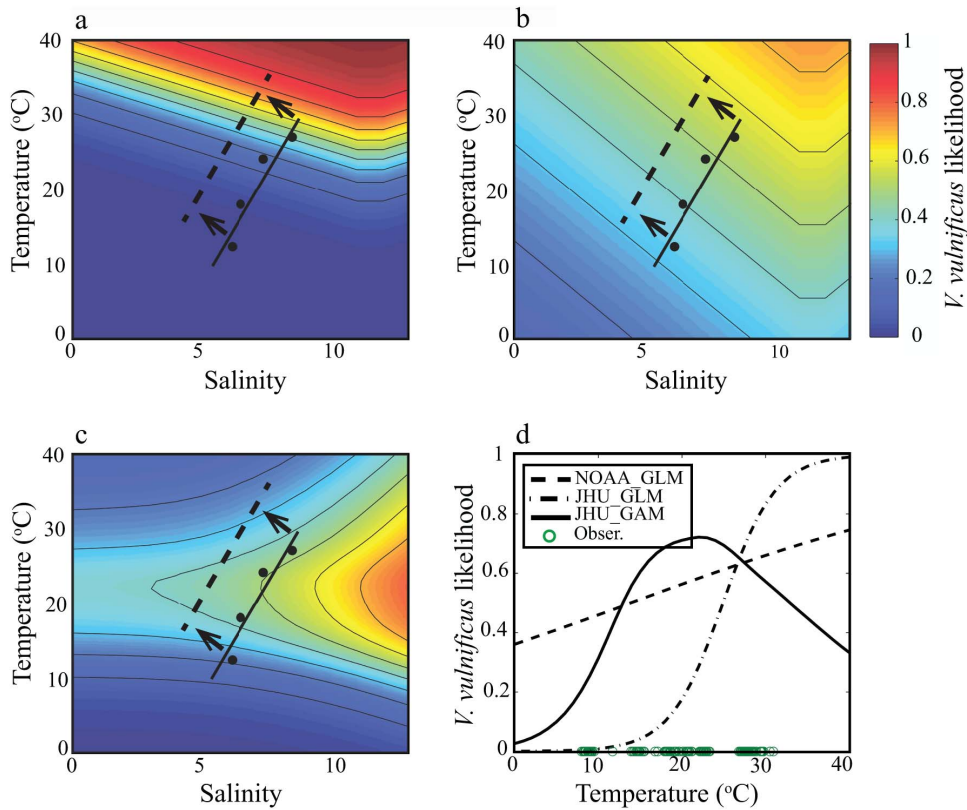 a
b
40
30
20
10
0
Temperature (°C)
0
5
10
Salinity
40
30
20
10
0
Temperature (°C)
0
5
10
Salinity
1
0.8
0.6
0.4
0.2
0
V. vulnificus likelihood
c
d
40
30
20
10
0
Temperature (°C)
0
5
10
Salinity
1
0.8
0.6
0.4
0.2
0
V. vulnificus likelihood
NOAA_GLM
JHU_GLM
JHU_GAM
Obser.
0
10
20
30
40
Temperature (°C)